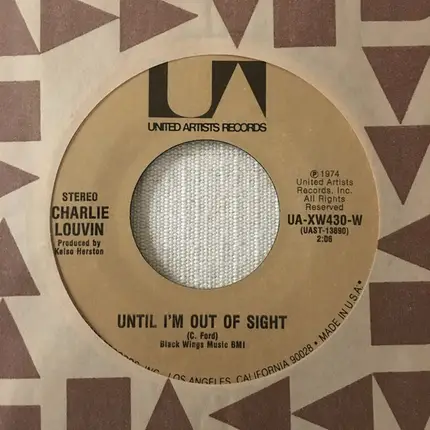 UA
UNITED ARTISTS RECORDS
STEREO
CHARLIE
LOUVIN
Produced by
Kelso Herston
℗ 1974
United Artists
Records, Inc.
All Rights
Reserved
UA-XW430-W
(UAST-13890)
2:06
UNTIL I'M OUT OF SIGHT
(C. Ford)
Black Wings Music BMI
INC., LOS ANGELES, CALIFORNIA 90028 • MADE IN U.S.A. •